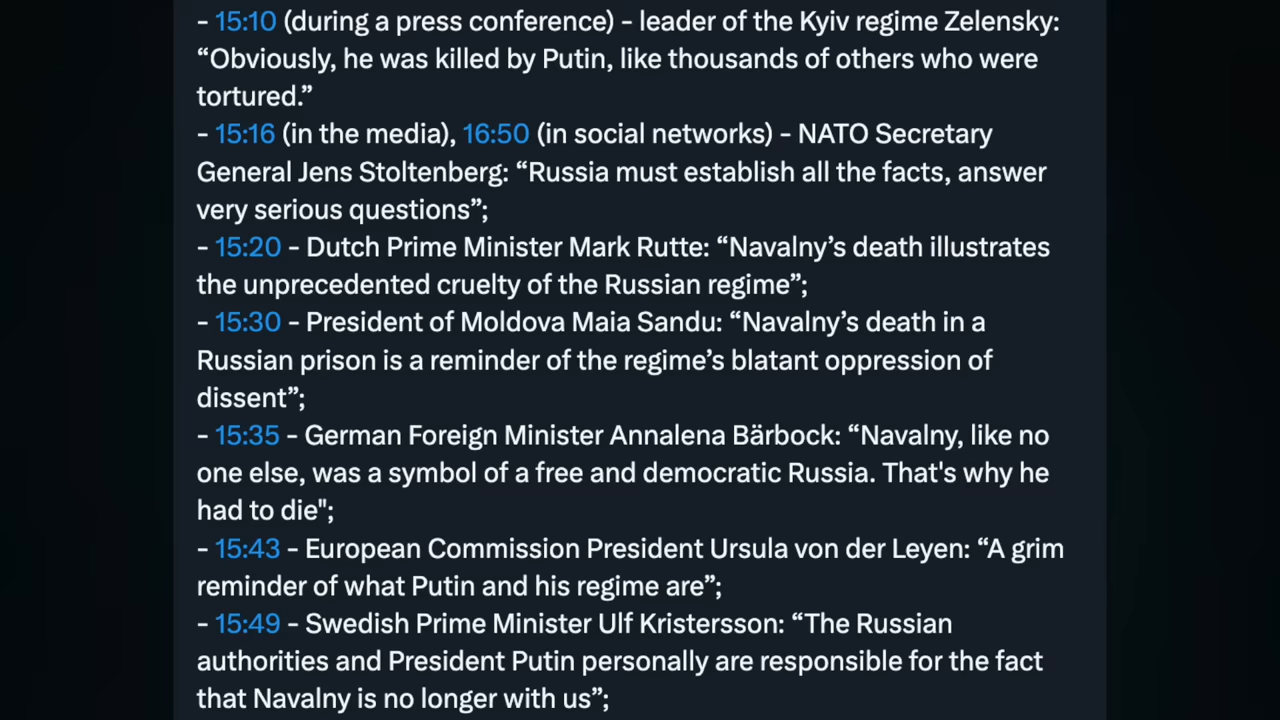 - 15:10 (during a press conference) - leader of the Kyiv regime Zelensky:
“Obviously, he was killed by Putin, like thousands of others who were
tortured.”
- 15:16 (in the media), 16:50 (in social networks) - NATO Secretary
General Jens Stoltenberg: “Russia must establish all the facts, answer
very serious questions”;
- 15:20 - Dutch Prime Minister Mark Rutte: “Navalny’s death illustrates
the unprecedented cruelty of the Russian regime”;
- 15:30 - President of Moldova Maia Sandu: “Navalny’s death in a
Russian prison is a reminder of the regime’s blatant oppression of
dissent”;
- 15:35 - German Foreign Minister Annalena Bärbock: “Navalny, like no
one else, was a symbol of a free and democratic Russia. That's why he
had to die";
- 15:43 - European Commission President Ursula von der Leyen: “A grim
reminder of what Putin and his regime are”;
- 15:49 - Swedish Prime Minister Ulf Kristersson: “The Russian
authorities and President Putin personally are responsible for the fact
that Navalny is no longer with us”;